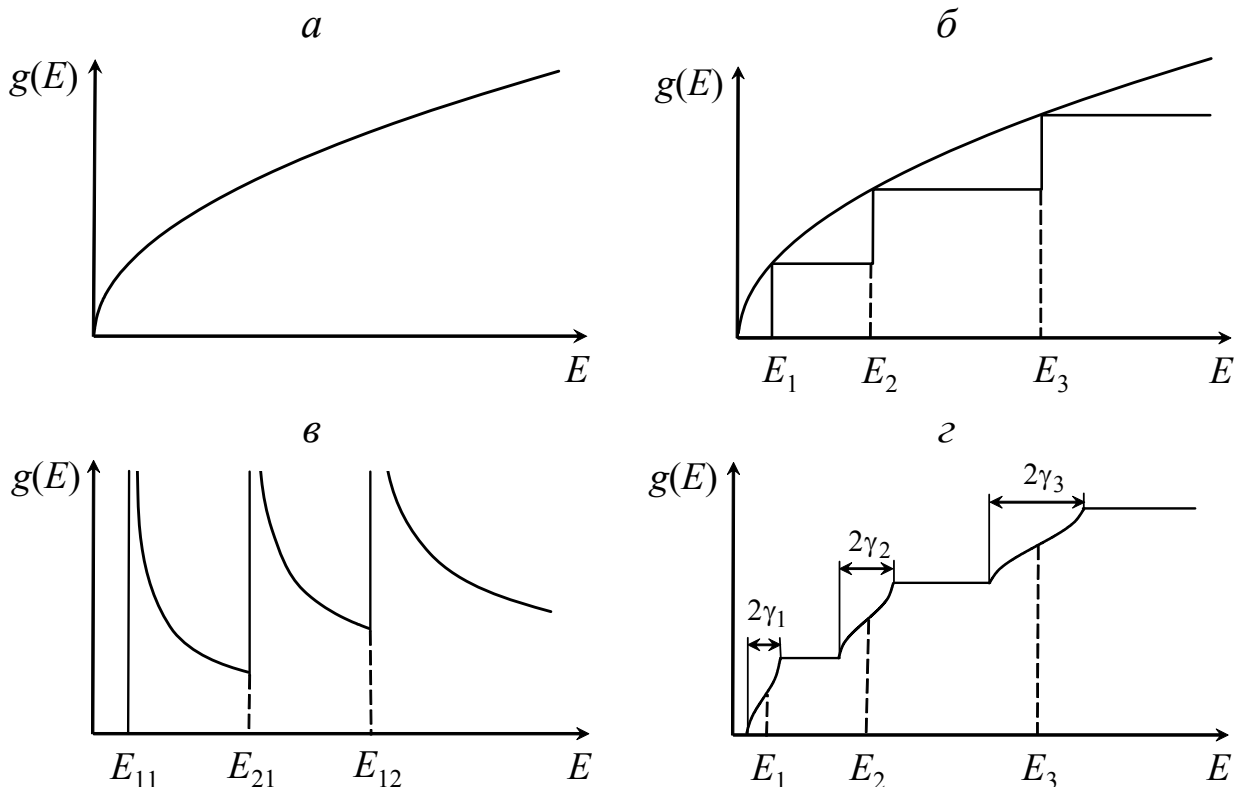 а
g(E)
E
б
g(E)
E₁ E₂ E₃ E
в
g(E)
E₁₁ E₂₁ E₁₂ E
г
g(E)
2γ₁
2γ₂
2γ₃
E₁ E₂ E₃ E